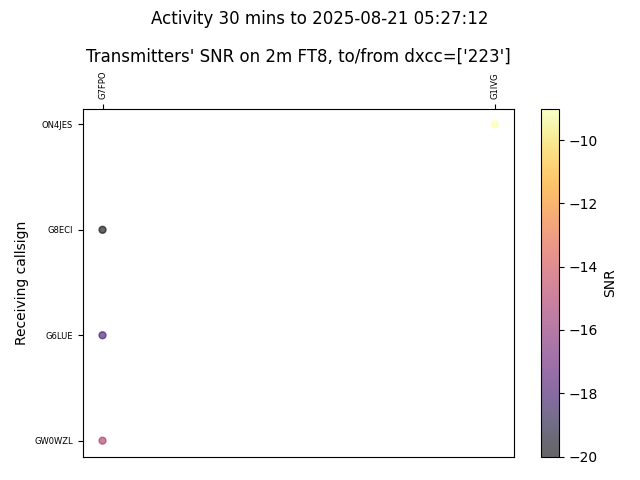 Activity 30 mins to 2025-08-21 05:27:12
Transmitters' SNR on 2m FT8, to/from dxcc=['223']
G7FPO
G1IVG
ON4JES
G8ECI
G6LUE
GW0WZL
Receiving callsign
−10
−12
−14
−16
−18
−20
SNR